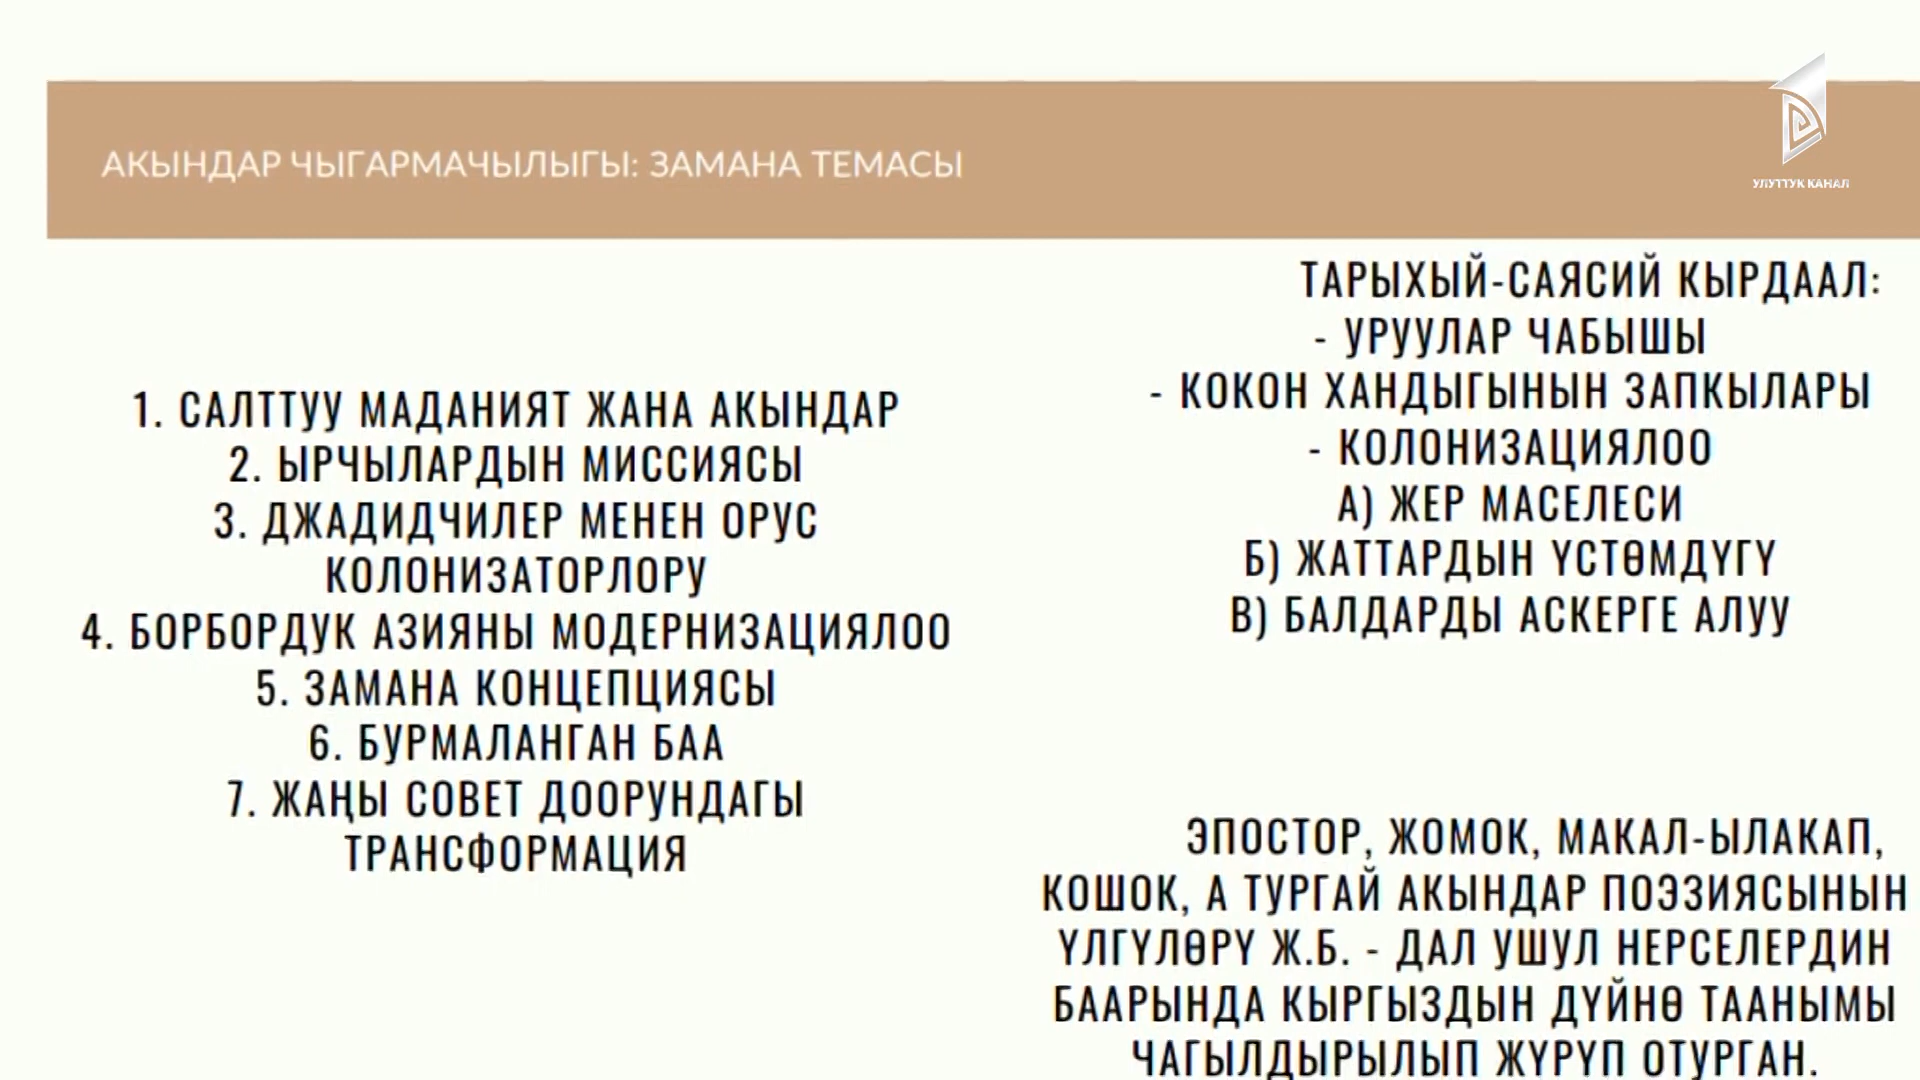 АКЫНДАР ЧЫГАРМАЧЫЛЫГЫ: ЗАМАНА ТЕМАСЫ
УЛУТТУК КАНАЛ
1. САЛТТУУ МАДАНИЯТ ЖАНА АКЫНДАР
2. ЫРЧЫЛАРДЫН МИССИЯСЫ
3. ДЖАДИДЧИЛЕР МЕНЕН ОРУС
КОЛОНИЗАТОРЛОРУ
4. БОРБОРДУК АЗИЯНЫ МОДЕРНИЗАЦИЯЛОО
5. ЗАМАНА КОНЦЕПЦИЯСЫ
6. БУРМАЛАНГАН БАА
7. ЖАҢЫ СОВЕТ ДООРУНДАГЫ
ТРАНСФОРМАЦИЯ
ТАРЫХЫЙ-САЯСИЙ КЫРДААЛ:
- УРУУЛАР ЧАБЫШЫ
- КОКОН ХАНДЫГЫНЫН ЗАПКЫЛАРЫ
- КОЛОНИЗАЦИЯЛОО
А) ЖЕР МАСЕЛЕСИ
Б) ЖАТТАРДЫН ҮСТӨМДҮГҮ
В) БАЛДАРДЫ АСКЕРГЕ АЛУУ
ЭПОСТОР, ЖОМОК, МАКАЛ-ЫЛАКАП,
КОШОК, А ТУРГАЙ АКЫНДАР ПОЭЗИЯСЫНЫН
ҮЛГҮЛӨРҮ Ж.Б. - ДАЛ УШУЛ НЕРСЕЛЕРДИН
БААРЫНДА КЫРГЫЗДЫН ДҮЙНӨ ТААНЫМЫ
ЧАГЫЛДЫРЫЛЫП ЖҮРҮП ОТУРГАН.